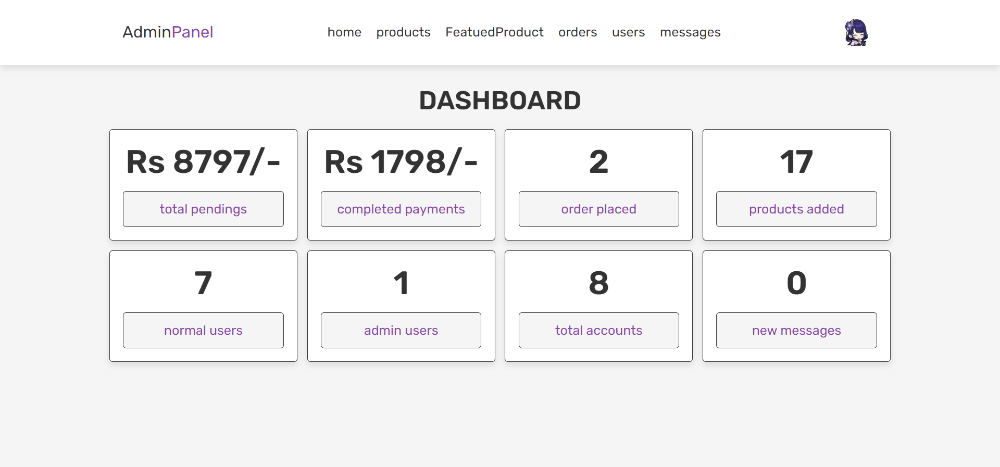 AdminPanel home products FeatuedProduct orders users messages
DASHBOARD
Rs 8797/- Rs 1798/- 2 17
total pendings completed payments order placed products added
7 1 8 0
normal users admin users total accounts new messages